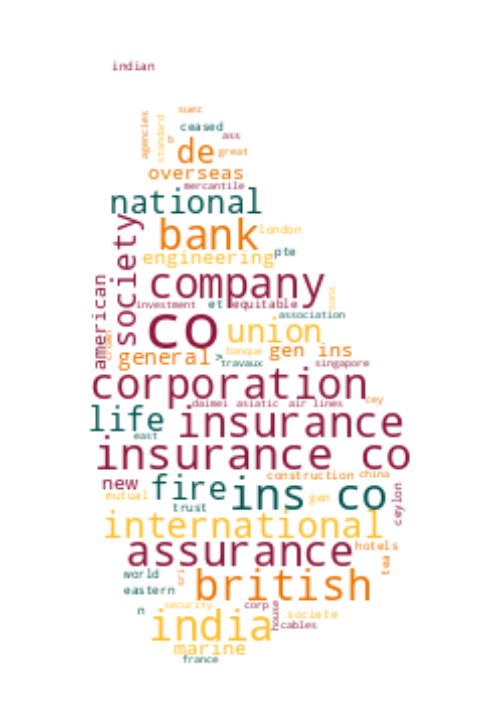 indian
suez
agencies
standard
ceased
br
ass
de
great
overseas
mercantile
national
society
bank
london
engineering
pte
american
company
investment
et
equitable
association
co
union
general
banque
gen ins
travaux
singapore
corporation
daimei
asiatic
air lines
cey
life
insurance
east
insurance co
construction
china
new
fire
ins co
mutual
gen
trust
ceylon
international
assurance
hotels
tea
world
sri
british
eastern
n
security
corp
house
societe
india
cables
marine
france